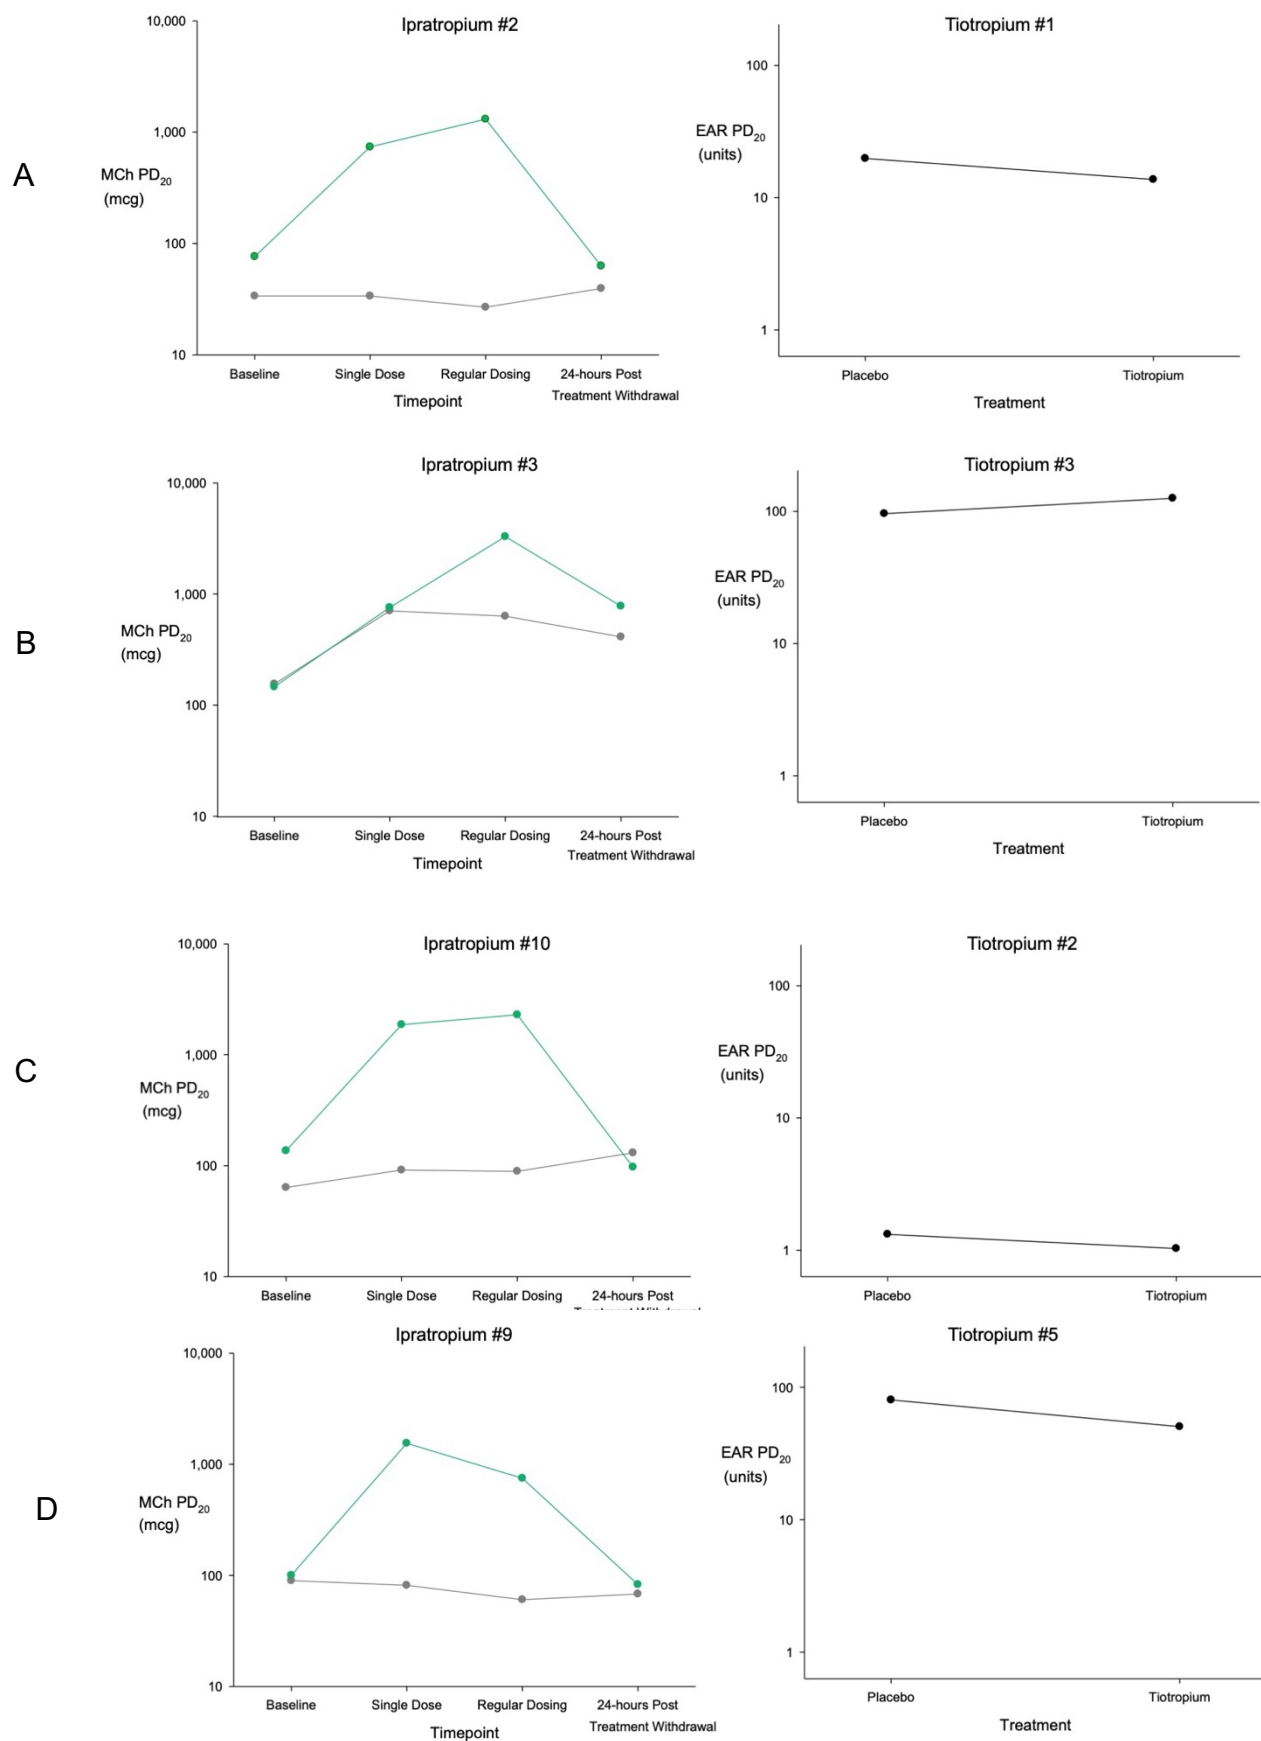 Ipratropium #2
10,000
1,000
100
10
A
MCh PD20
(mcg)
Baseline
Single Dose
Regular Dosing
24-hours Post
Treatment Withdrawal
Timepoint
Tiotropium #1
100
10
1
EAR PD20
(units)
Placebo
Tiotropium
Treatment
Ipratropium #3
10,000
1,000
100
10
B
MCh PD20
(mcg)
Baseline
Single Dose
Regular Dosing
24-hours Post
Treatment Withdrawal
Timepoint
Tiotropium #3
100
10
1
EAR PD20
(units)
Placebo
Tiotropium
Treatment
Ipratropium #10
10,000
1,000
100
10
C
MCh PD20
(mcg)
Baseline
Single Dose
Regular Dosing
24-hours Post
Tiotropium #2
100
10
1
EAR PD20
(units)
Placebo
Tiotropium
Ipratropium #9
10,000
1,000
100
10
D
MCh PD20
(mcg)
Baseline
Single Dose
Regular Dosing
24-hours Post
Treatment Withdrawal
Timepoint
Tiotropium #5
100
10
1
EAR PD20
(units)
Placebo
Tiotropium
Treatment